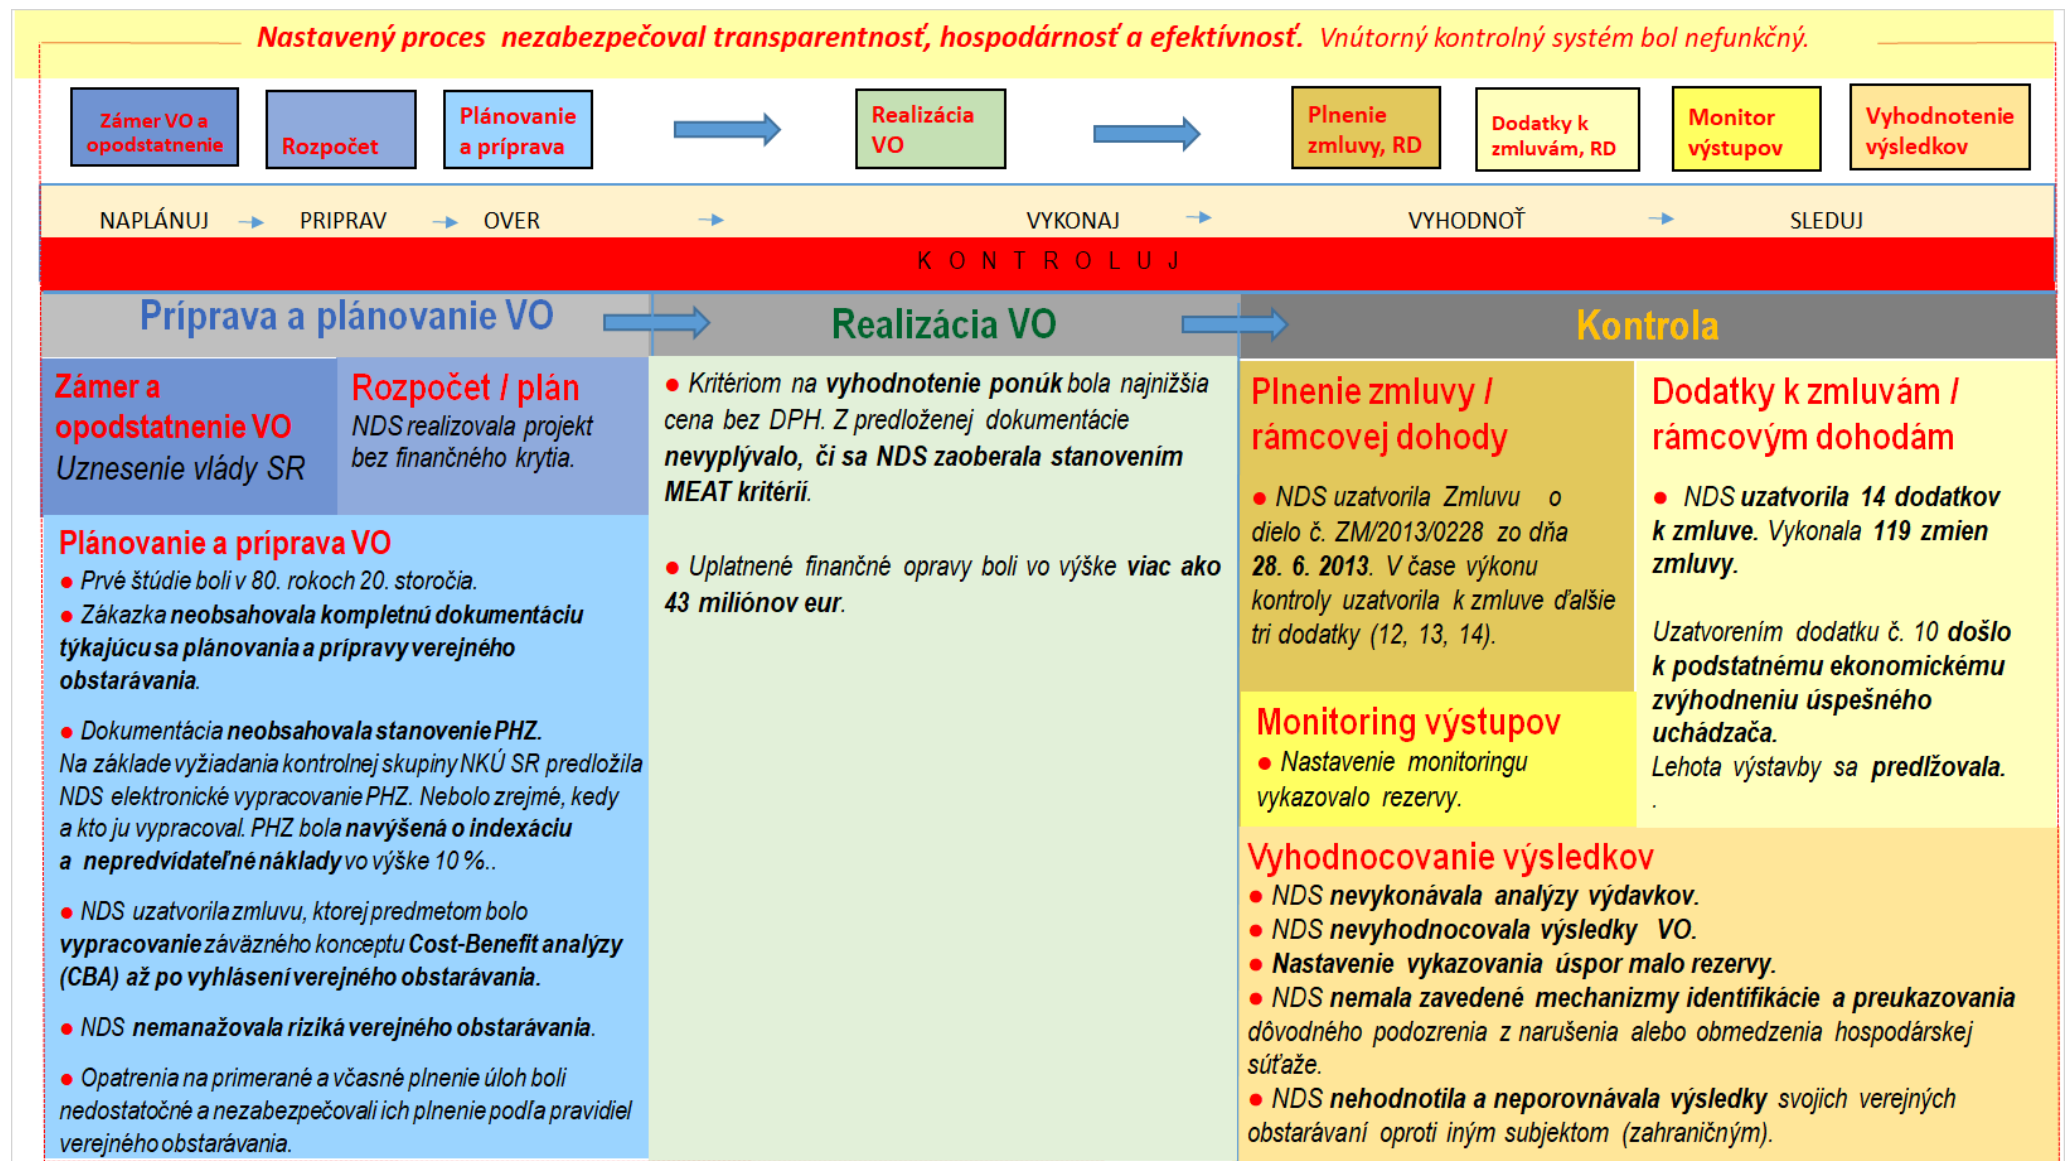 Nastavený proces nezabezpečoval transparentnosť, hospodárnosť a efektívnosť. Vnútorný kontrolný systém bol nefunkčný.
Zámer VO a
opodstatnenie
Rozpočet
Plánovanie
a príprava
Realizácia
VO
Plnenie
zmluvy, RD
Dodatky k
zmluvám, RD
Monitor
výstupov
Vyhodnotenie
výsledkov
NAPLÁNUJ PRIPRAV OVER VYKONAJ VYHODNOŤ SLEDUJ
K O N T R O L U J
Príprava a plánovanie VO
Realizácia VO
Kontrola
Zámer a
opodstatnenie VO
Uznesenie vlády SR
Rozpočet / plán
NDS realizovala projekt
bez finančného krytia.
Plánovanie a príprava VO
● Prvé štúdie boli v 80. rokoch 20. storočia.
● Zákazka neobsahovala kompletnú dokumentáciu
týkajúcu sa plánovania a prípravy verejného
obstarávania.
● Dokumentácia neobsahovala stanovenie PHZ.
Na základe vyžiadania kontrolnej skupiny NKÚ SR predložila
NDS elektronické vypracovanie PHZ. Nebolo zrejmé, kedy
a kto ju vypracoval. PHZ bola navýšená o indexáciu
a nepredvídateľné náklady vo výške 10 %..
● NDS uzatvorila zmluvu, ktorej predmetom bolo
vypracovanie záväzného konceptu Cost-Benefit analýzy
(CBA) až po vyhlásení verejného obstarávania.
● NDS nemanažovala riziká verejného obstarávania.
● Opatrenia na primerané a včasné plnenie úloh boli
nedostatočné a nezabezpečovali ich plnenie podľa pravidiel
verejného obstarávania.
● Kritériom na vyhodnotenie ponúk bola najnižšia
cena bez DPH. Z predloženej dokumentácie
nevyplývalo, či sa NDS zaoberala stanovením
MEAT kritérií.
● Uplatnené finančné opravy boli vo výške viac ako
43 miliónov eur.
Plnenie zmluvy /
rámcovej dohody
● NDS uzatvorila Zmluvu o
dielo č. ZM/2013/0228 zo dňa
28. 6. 2013. V čase výkonu
kontroly uzatvorila k zmluve ďalšie
tri dodatky (12, 13, 14).
Monitoring výstupov
● Nastavenie monitoringu
vykazovalo rezervy.
Dodatky k zmluvám /
rámcovým dohodám
● NDS uzatvorila 14 dodatkov
k zmluve. Vykonala 119 zmien
zmluvy.
Uzatvorením dodatku č. 10 došlo
k podstatnému ekonomickému
zvýhodneniu úspešného
uchádzača.
Lehota výstavby sa predlžovala.
.
Vyhodnocovanie výsledkov
● NDS nevykonávala analýzy výdavkov.
● NDS nevyhodnocovala výsledky VO.
● Nastavenie vykazovania úspor malo rezervy.
● NDS nemala zavedené mechanizmy identifikácie a preukazovania
dôvodného podozrenia z narušenia alebo obmedzenia hospodárskej
súťaže.
● NDS nehodnotila a neporovnávala výsledky svojich verejných
obstarávaní oproti iným subjektom (zahraničným).